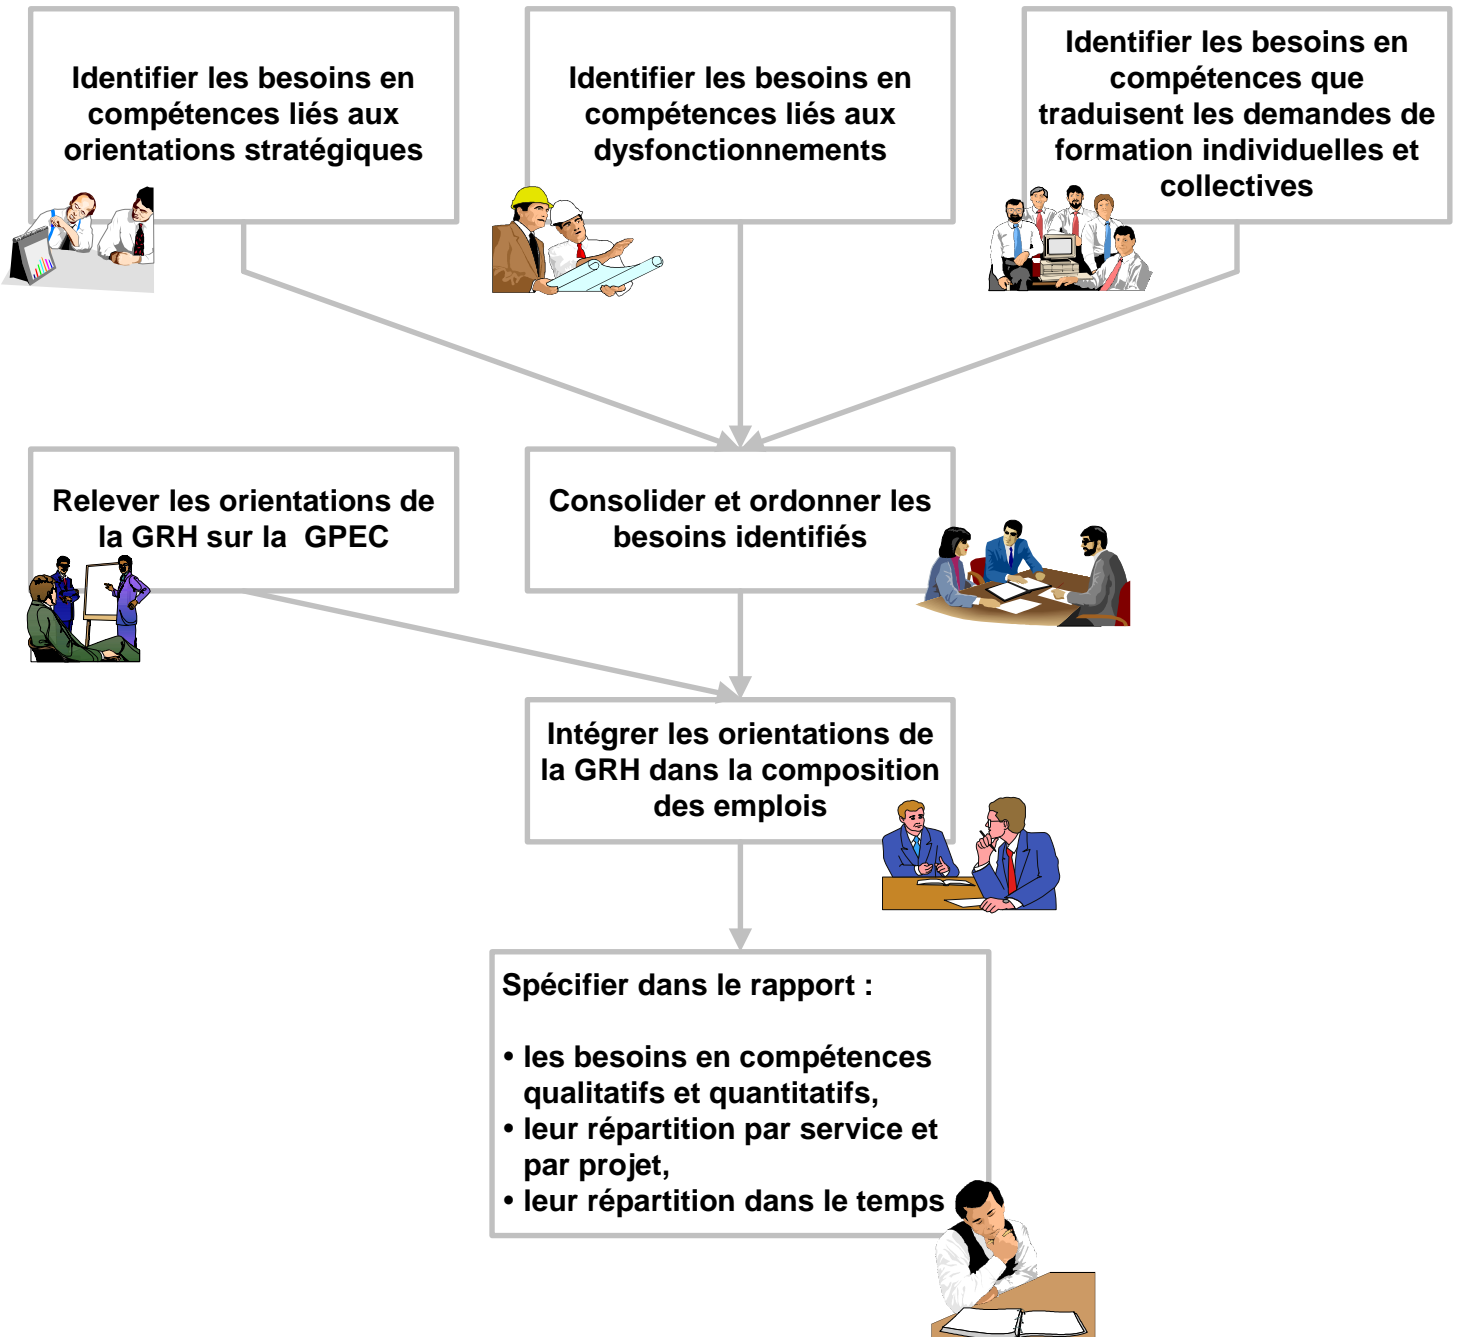 Identifier les besoins en
compétences liés aux
orientations stratégiques
Identifier les besoins en
compétences liés aux
dysfonctionnements
Identifier les besoins en
compétences que
traduisent les demandes de
formation individuelles et
collectives
Relever les orientations de
la GRH sur la  GPEC
Consolider et ordonner les
besoins identifiés
Intégrer les orientations de
la GRH dans la composition
des emplois
Spécifier dans le rapport :
• les besoins en compétences
qualitatifs et quantitatifs,
• leur répartition par service et
par projet,
• leur répartition dans le temps